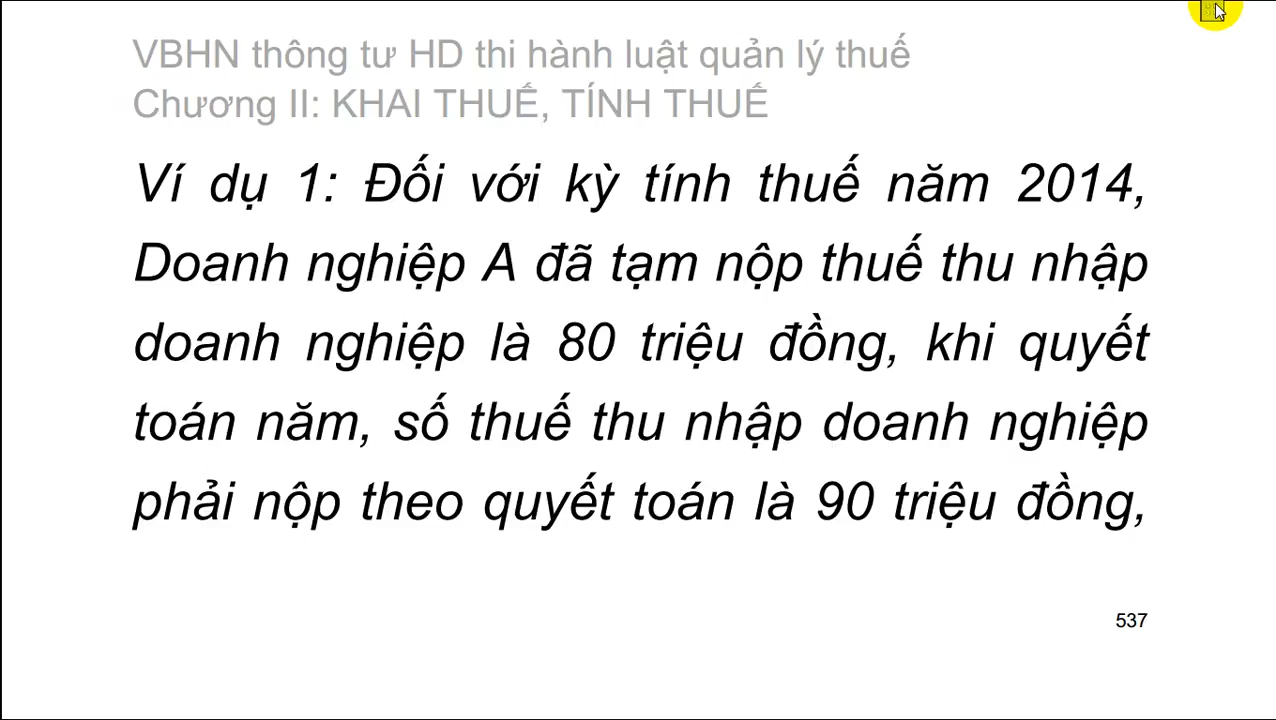 VBHN thông tư HD thi hành luật quản lý thuế
Chương II: KHAI THUẾ, TÍNH THUẾ
Ví dụ 1: Đối với kỳ tính thuế năm 2014,
Doanh nghiệp A đã tạm nộp thuế thu nhập
doanh nghiệp là 80 triệu đồng, khi quyết
toán năm, số thuế thu nhập doanh nghiệp
phải nộp theo quyết toán là 90 triệu đồng,
537